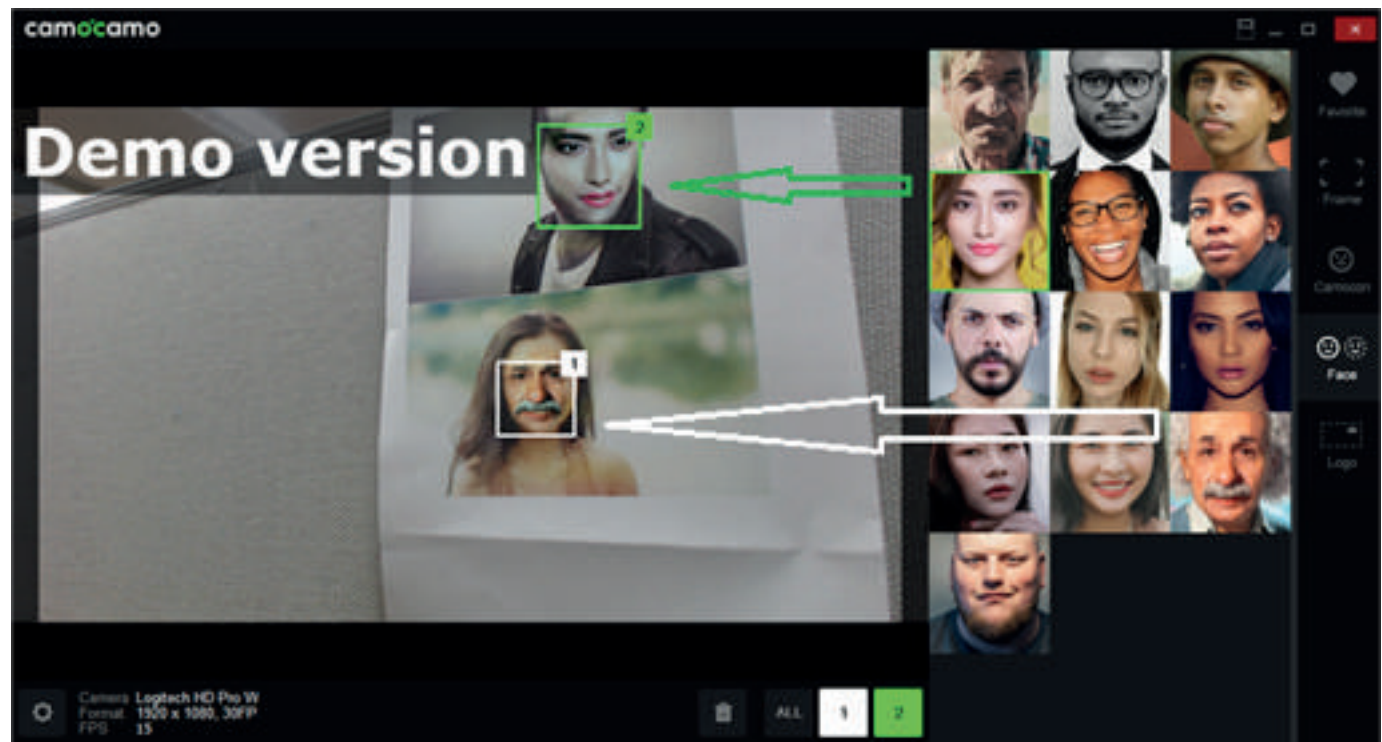 camocamo
Demo version
2
1
Favorite
Frame
Camocon
Face
Logo
Camera Logitech HD Pro W
Format. 1920 x 1080, 30FP
FPS 15
ALL
1
2